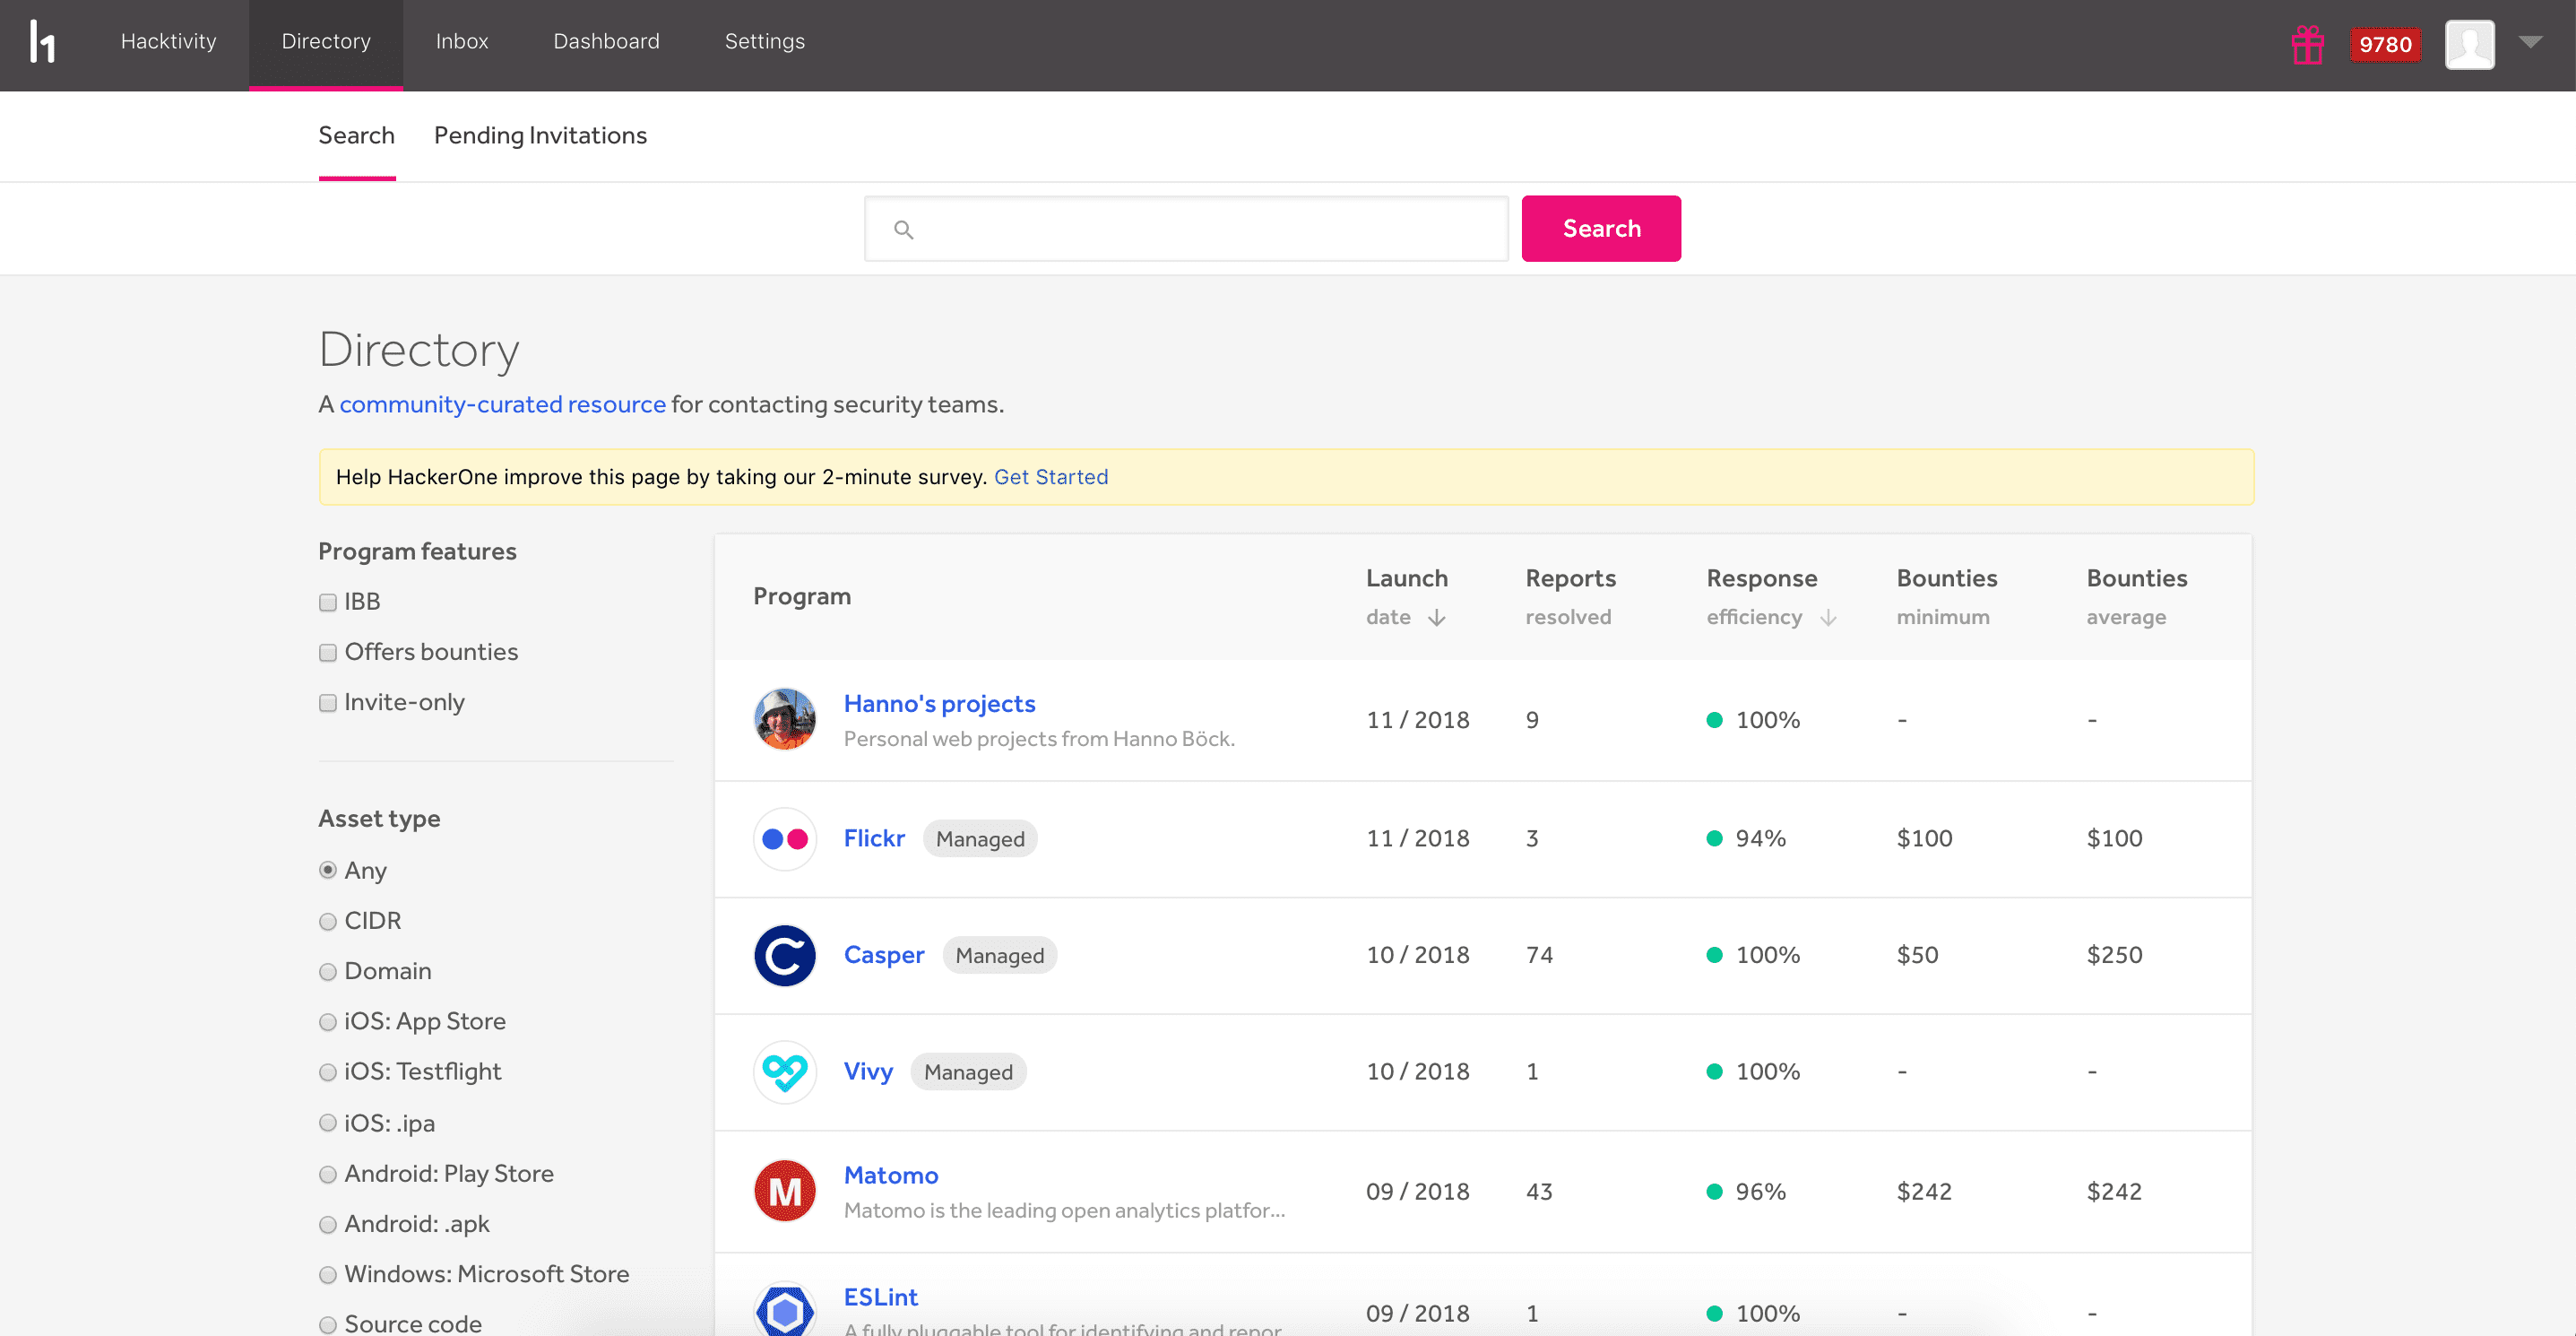 Hacktivity Directory Inbox Dashboard Settings 9780
Search Pending Invitations
Search
Directory
A community-curated resource for contacting security teams.
Help HackerOne improve this page by taking our 2-minute survey. Get Started
Program features
IBB
Offers bounties
Invite-only
Asset type
Any
CIDR
Domain
iOS: App Store
iOS: Testflight
iOS: .ipa
Android: Play Store
Android: .apk
Windows: Microsoft Store
Source code
Program Launch date Reports resolved Response efficiency Bounties minimum Bounties average
Hanno's projects
Personal web projects from Hanno Böck.
11 / 2018 9 100% - -
Flickr Managed 11 / 2018 3 94% $100 $100
Casper Managed 10 / 2018 74 100% $50 $250
Vivy Managed 10 / 2018 1 100% - -
Matomo
Matomo is the leading open analytics platfor...
09 / 2018 43 96% $242 $242
ESLint
A fully pluggable tool for identifying and repor
09 / 2018 1 100% - -